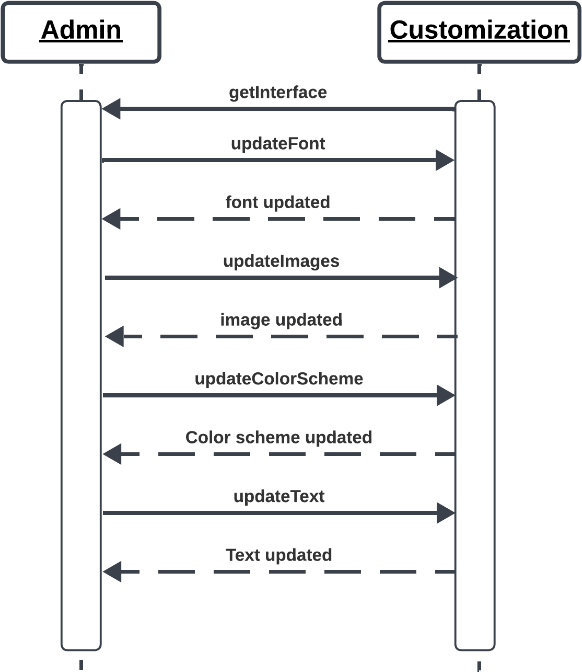 Admin
Customization
getInterface
updateFont
font updated
updateImages
image updated
updateColorScheme
Color scheme updated
updateText
Text updated